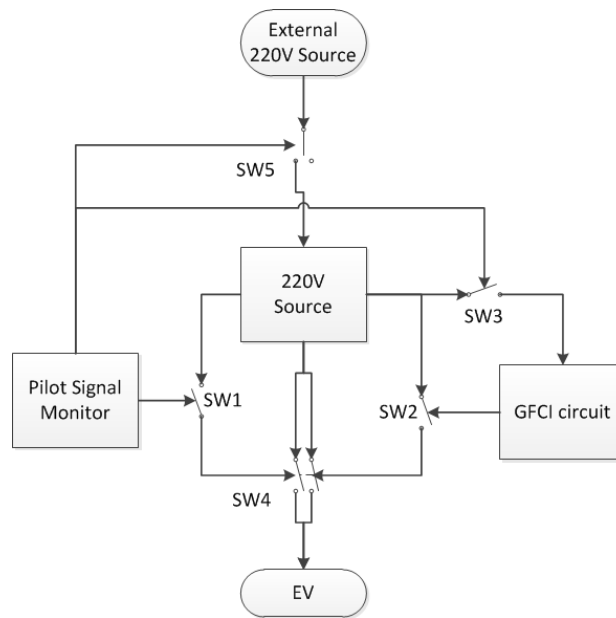 External
220V Source
SW5
220V
Source
SW3
Pilot Signal
Monitor
SW1
SW2
GFCI circuit
SW4
EV